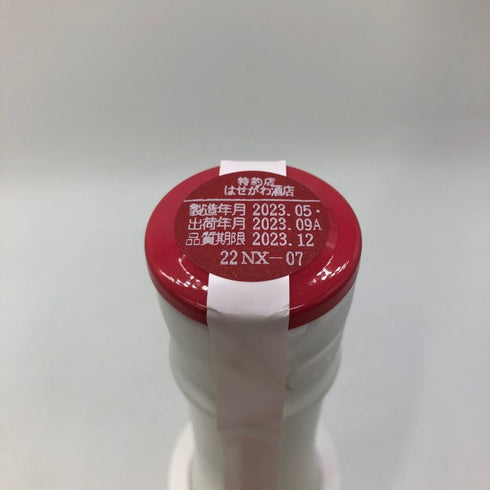 特約店
はせがわ酒店
製造年月 2023.05.
出荷年月 2023.09A
品質期限 2023.12
22NX-07